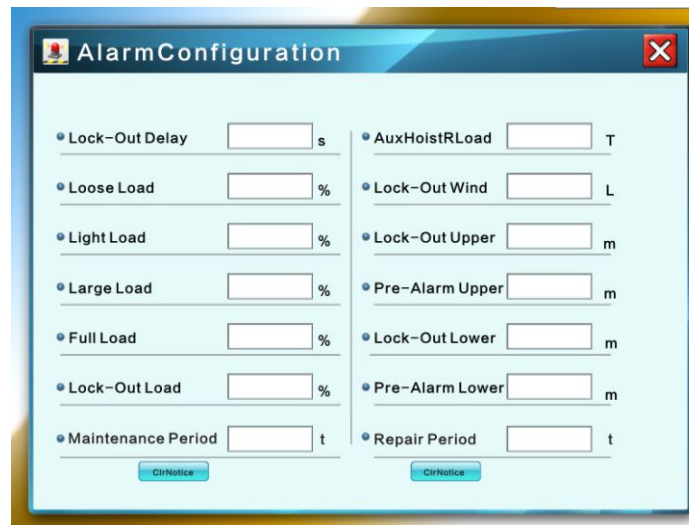 AlarmConfiguration
Lock-Out Delay s
AuxHoistRLoad T
Loose Load %
Lock-Out Wind L
Light Load %
Lock-Out Upper m
Large Load %
Pre-Alarm Upper m
Full Load %
Lock-Out Lower m
Lock-Out Load %
Pre-Alarm Lower m
Maintenance Period t
Repair Period t
ClrNotice
ClrNotice